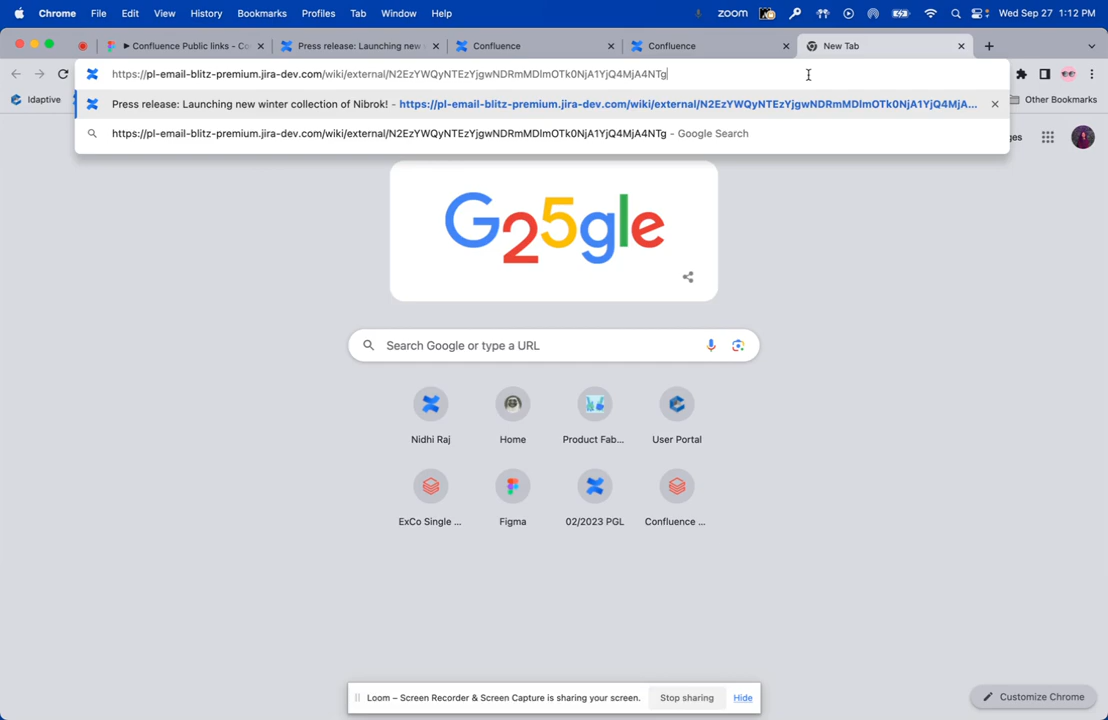 Chrome File Edit View History Bookmarks Profiles Tab Window Help zoom Wed Sep 27 1:12 PM
Confluence Public links - Co Press release: Launching new Confluence Confluence New Tab
https://pl-email-blitz-premium.jira-dev.com/wiki/external/N2EzYWQyNTEzYjgwNDRmMDlmOTk0NjA1YjQ4MjA4NTg
Idaptive Other Bookmarks
Press release: Launching new winter collection of Nibrok! - https://pl-email-blitz-premium.jira-dev.com/wiki/external/N2EzYWQyNTEzYjgwNDRmMDlmOTk0NjA1YjQ4MjA...
https://pl-email-blitz-premium.jira-dev.com/wiki/external/N2EzYWQyNTEzYjgwNDRmMDlmOTk0NjA1YjQ4MjA4NTg - Google Search
G25gle
Search Google or type a URL
Nidhi Raj Home Product Fab... User Portal
ExCo Single ... Figma 02/2023 PGL Confluence ...
Loom – Screen Recorder & Screen Capture is sharing your screen. Stop sharing Hide
Customize Chrome